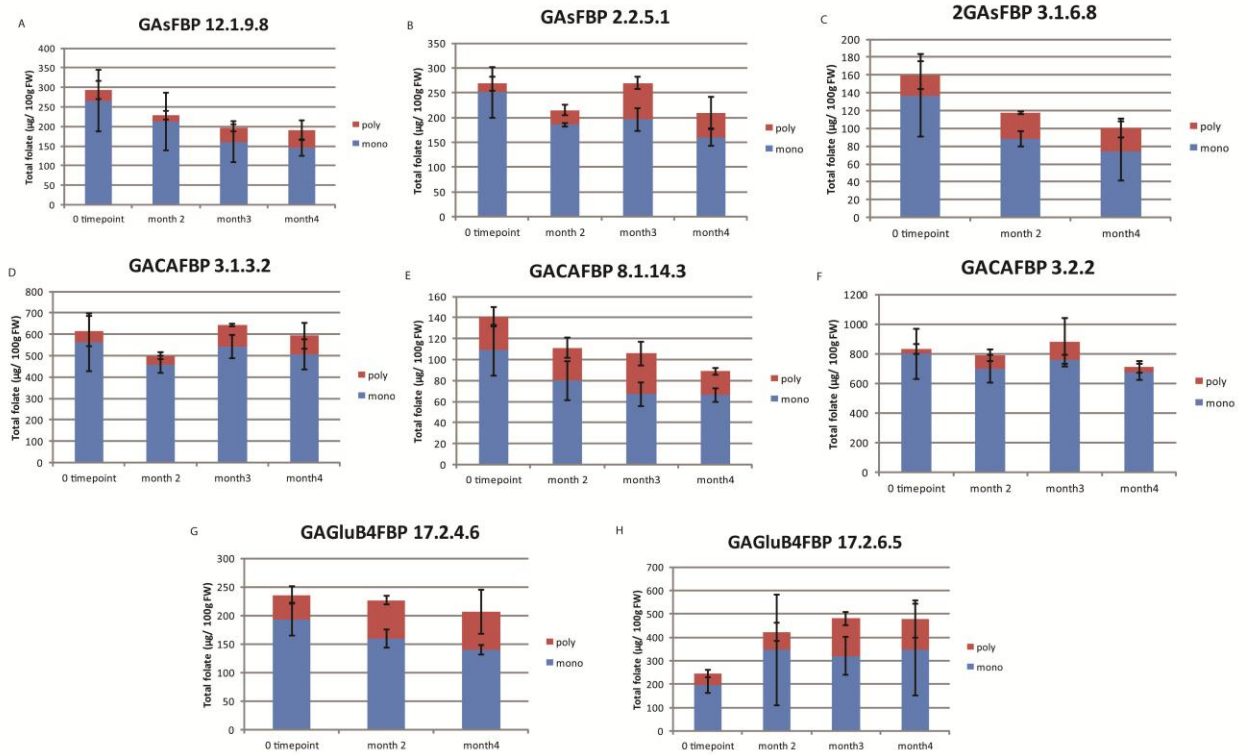 A
GAsFBP 12.1.9.8
Total folate (µg/ 100g FW)
400
350
300
250
200
150
100
50
0
0 timepoint month 2 month3 month4
poly
mono
B
GAsFBP 2.2.5.1
Total folate (µg/ 100g FW)
350
300
250
200
150
100
50
0
0 timepoint month 2 month3 month4
poly
mono
C
2GAsFBP 3.1.6.8
Total folate (µg/ 100g FW)
200
180
160
140
120
100
80
60
40
20
0
0 timepoint month 2 month4
poly
mono
D
GACAFBP 3.1.3.2
Total folate (µg/ 100g FW)
800
700
600
500
400
300
200
100
0
0 timepoint month 2 month3 month4
poly
mono
E
GACAFBP 8.1.14.3
Total folate (µg/ 100g FW)
160
140
120
100
80
60
40
20
0
0 timepoint month 2 month3 month4
poly
mono
F
GACAFBP 3.2.2
Total folate (µg/ 100g FW)
1200
1000
800
600
400
200
0
0 timepoint month 2 month3 month4
poly
mono
G
GAGluB4FBP 17.2.4.6
Total folate (µg/ 100g FW)
300
250
200
150
100
50
0
0 timepoint month 2 month4
poly
mono
H
GAGluB4FBP 17.2.6.5
Total folate (µg/ 100g FW)
700
600
500
400
300
200
100
0
0 timepoint month 2 month3 month4
poly
mono